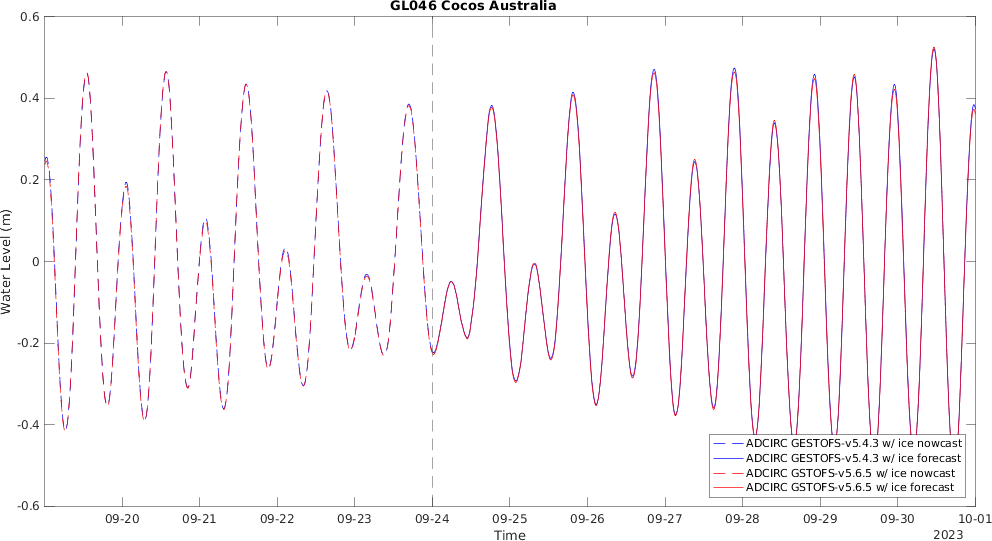 GL046 Cocos Australia
0.6
0.4
0.2
0
-0.2
-0.4
-0.6
Water Level (m)
ADCIRC GESTOFS-v5.4.3 w/ ice nowcast
ADCIRC GESTOFS-v5.4.3 w/ ice forecast
ADCIRC GSTOFS-v5.6.5 w/ ice nowcast
ADCIRC GSTOFS-v5.6.5 w/ ice forecast
09-20 09-21 09-22 09-23 09-24 09-25 09-26 09-27 09-28 09-29 09-30 10-01
Time
2023